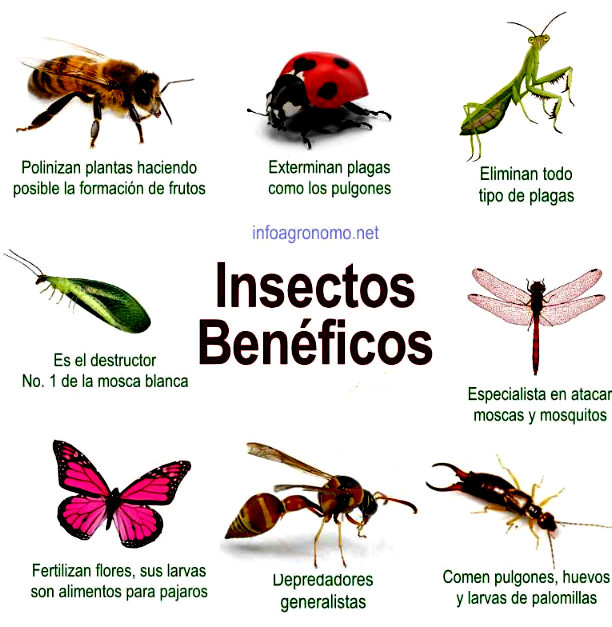 Polinizan plantas haciendo
posible la formación de frutos
Exterminan plagas
como los pulgones
Eliminan todo
tipo de plagas
infoagronomo.net
Insectos
Benéficos
Es el destructor
No. 1 de la mosca blanca
Especialista en atacar
moscas y mosquitos
Fertilizan flores, sus larvas
son alimentos para pajaros
Depredadores
generalistas
Comen pulgones, huevos
y larvas de palomillas